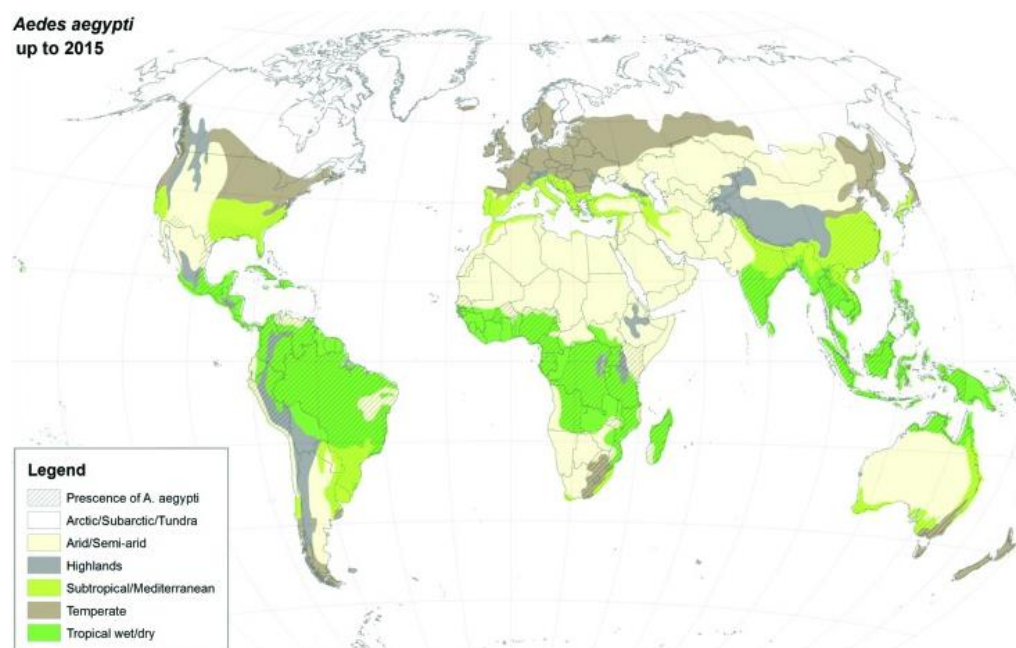 Aedes aegypti
up to 2015
Legend
Prescence of A. aegypti
Arctic/Subarctic/Tundra
Arid/Semi-arid
Highlands
Subtropical/Mediterranean
Temperate
Tropical wet/dry